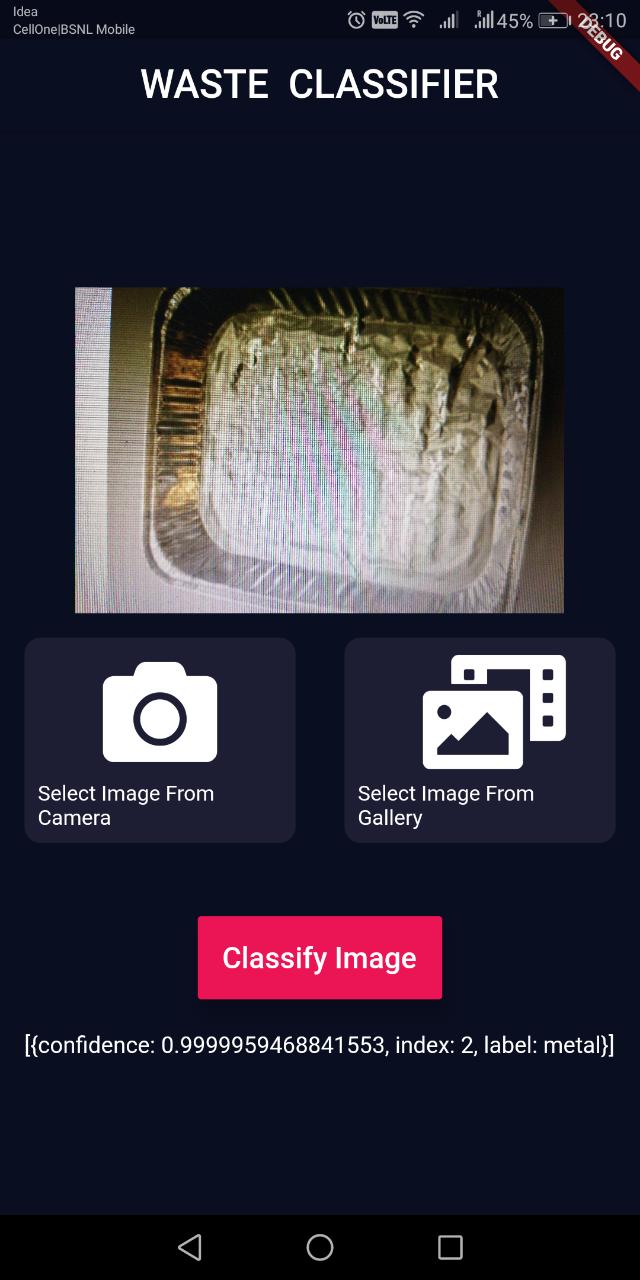 Idea
CellOne|BSNL Mobile
VoLTE
R
45%
23:10
DEBUG
WASTE CLASSIFIER
Select Image From
Camera
Select Image From
Gallery
Classify Image
[{confidence: 0.9999959468841553, index: 2, label: metal}]